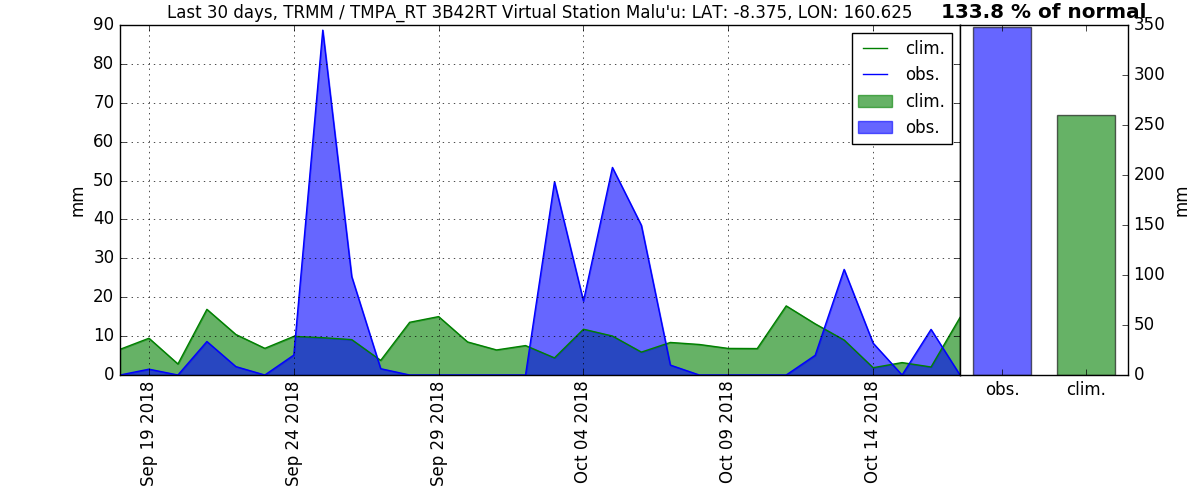 Last 30 days, TRMM / TMPA_RT 3B42RT Virtual Station Malu'u: LAT: -8.375, LON: 160.625
133.8 % of normal
90
80
70
60
50
40
30
20
10
0
mm
clim.
obs.
clim.
obs.
350
300
250
200
150
100
50
0
mm
Sep 19 2018
Sep 24 2018
Sep 29 2018
Oct 04 2018
Oct 09 2018
Oct 14 2018
obs.
clim.